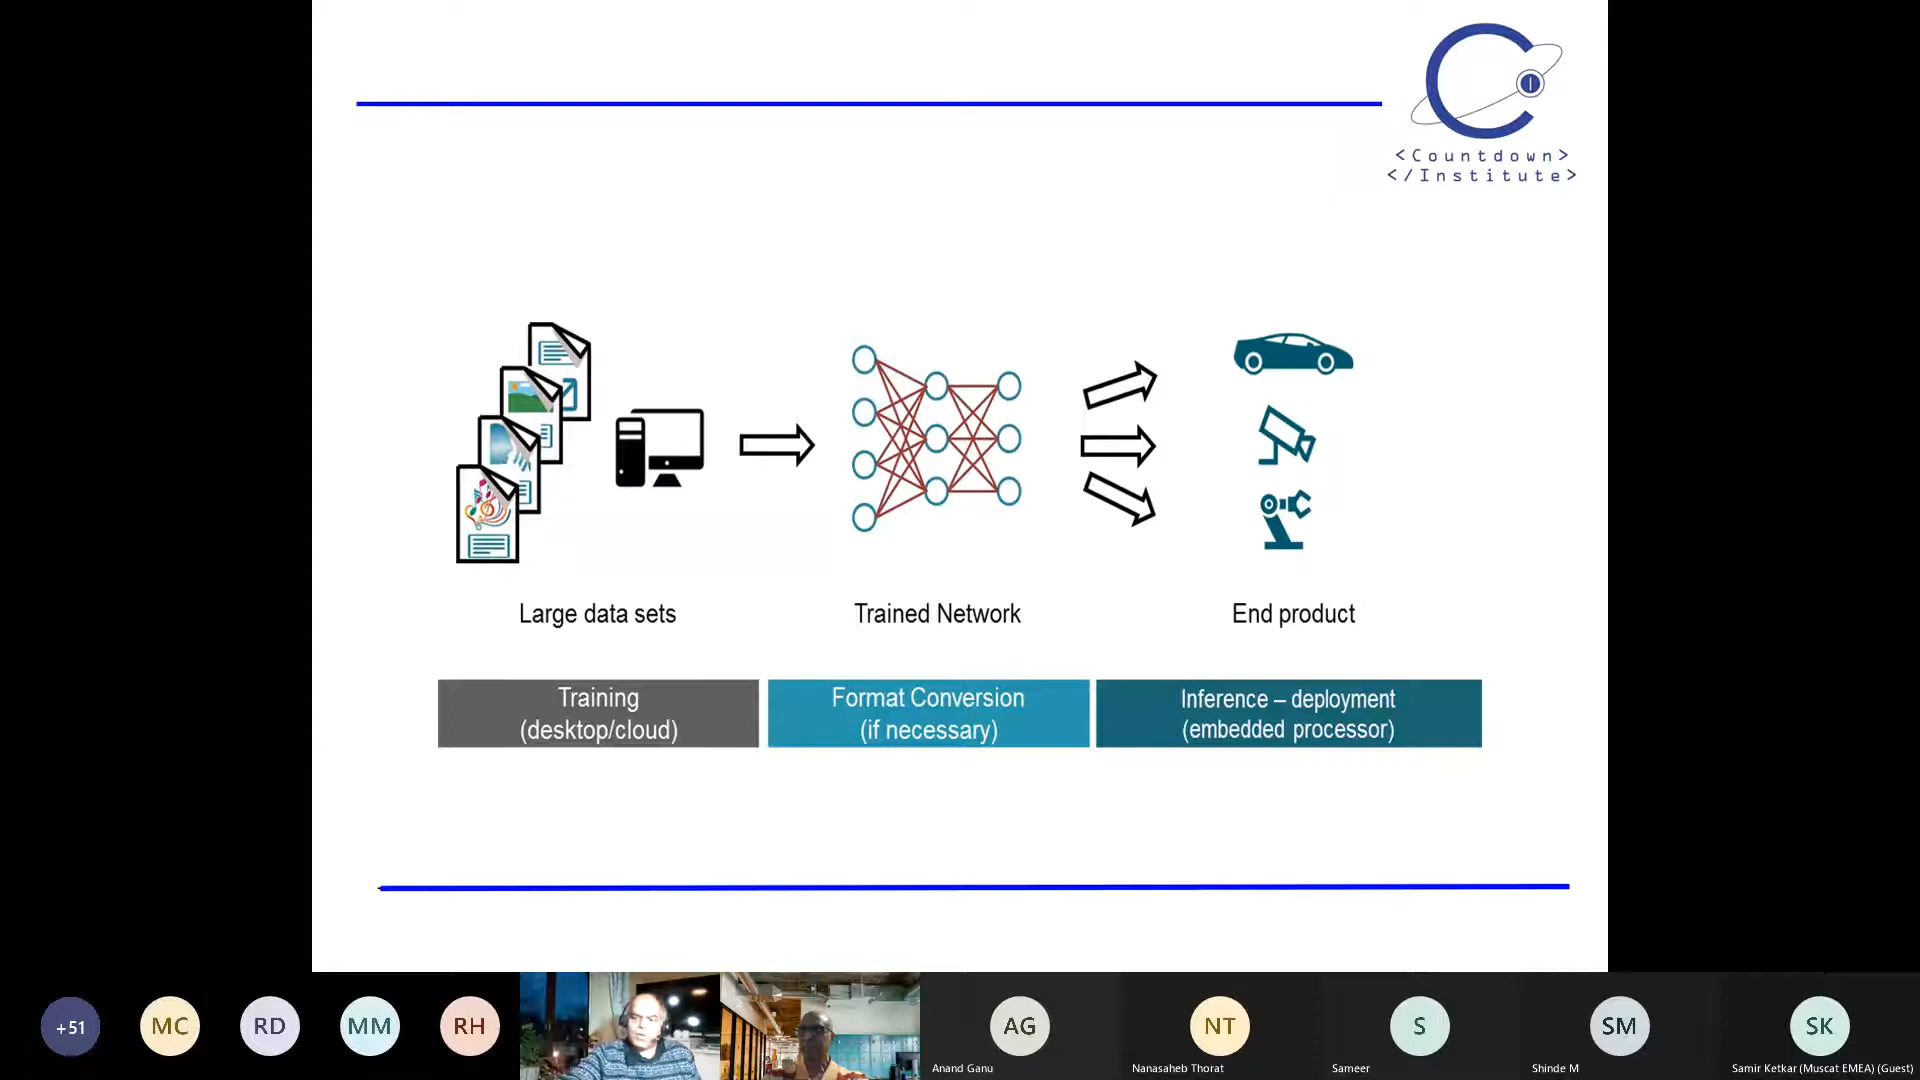 <Countdown>
</Institute>
Large data sets
Trained Network
End product
Training
(desktop/cloud)
Format Conversion
(if necessary)
Inference – deployment
(embedded processor)
+51
MC
RD
MM
RH
AG
NT
S
SM
SK
Anand Ganu
Nanasaheb Thorat
Sameer
Shinde M
Samir Ketkar (Muscat EMEA) (Guest)